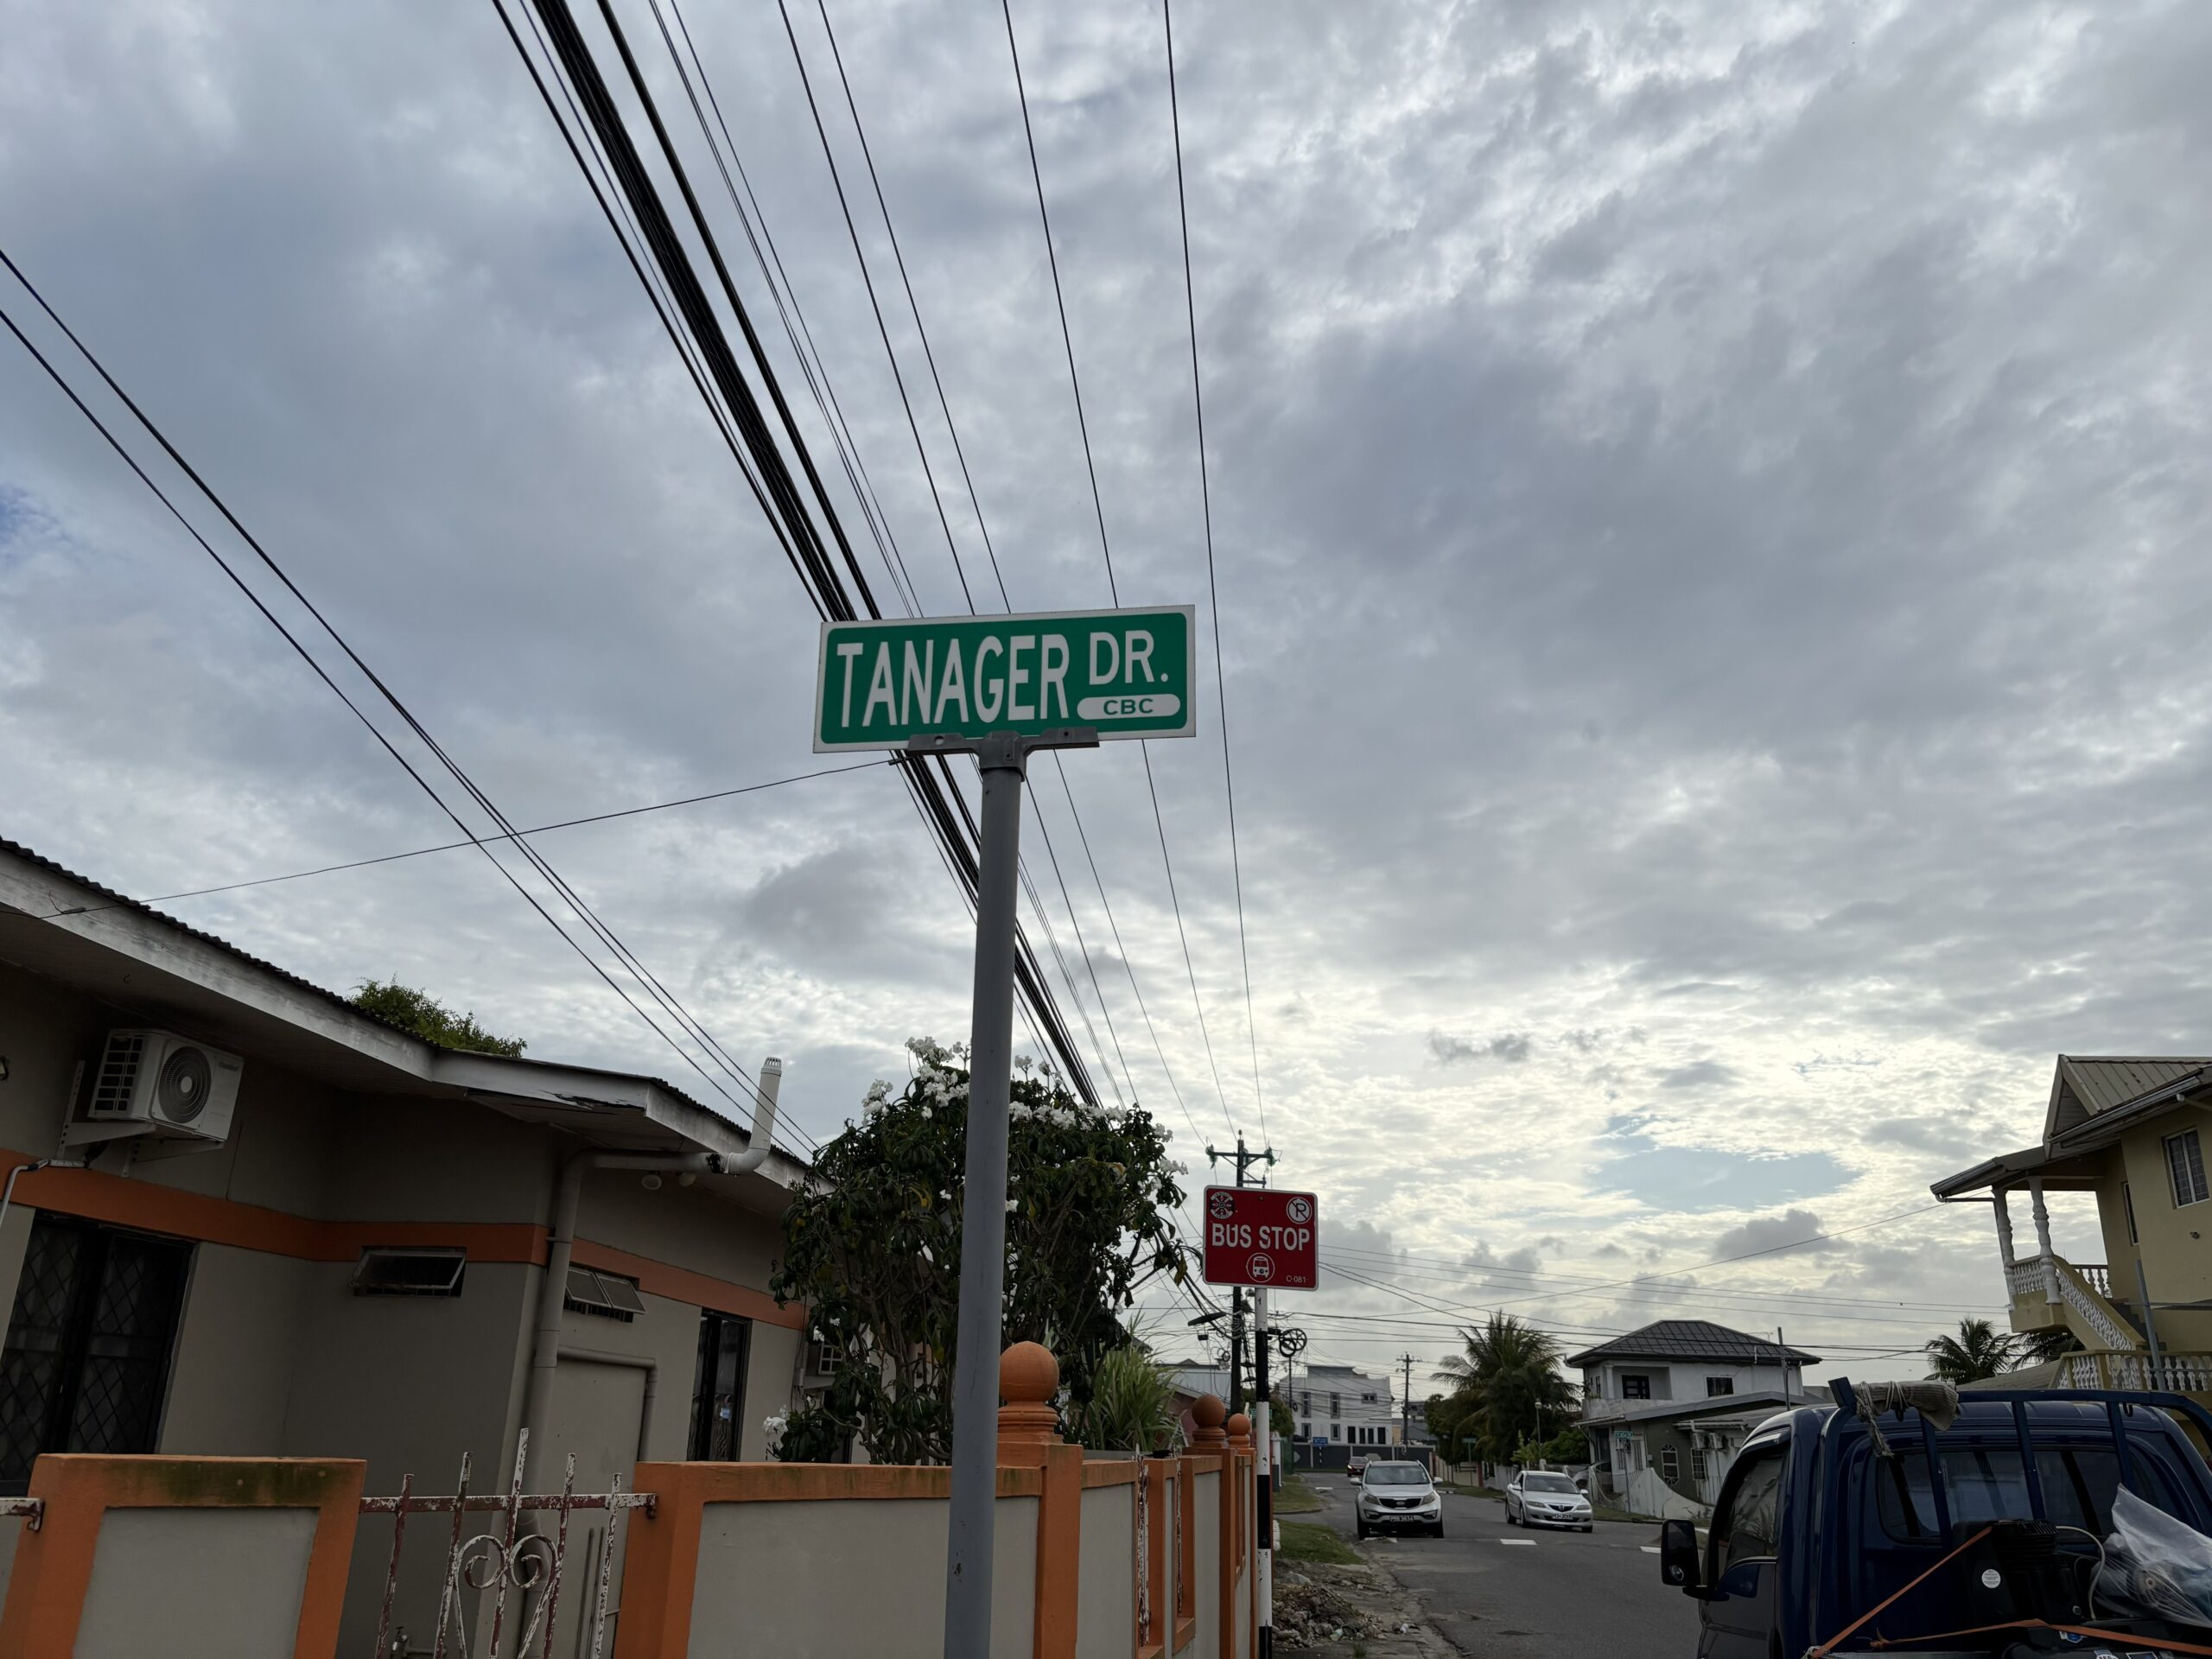 TANAGER DR.
CBC
BUS STOP
C-081